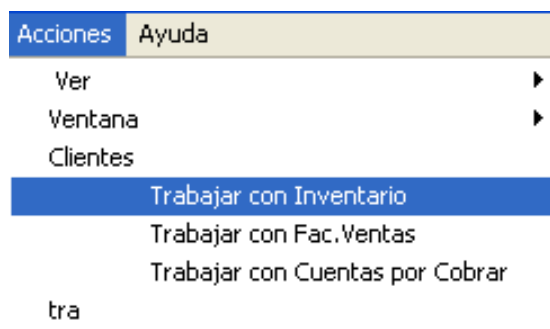 Acciones Ayuda
Ver
Ventana
Clientes
Trabajar con Inventario
Trabajar con Fac.Ventas
Trabajar con Cuentas por Cobrar
tra